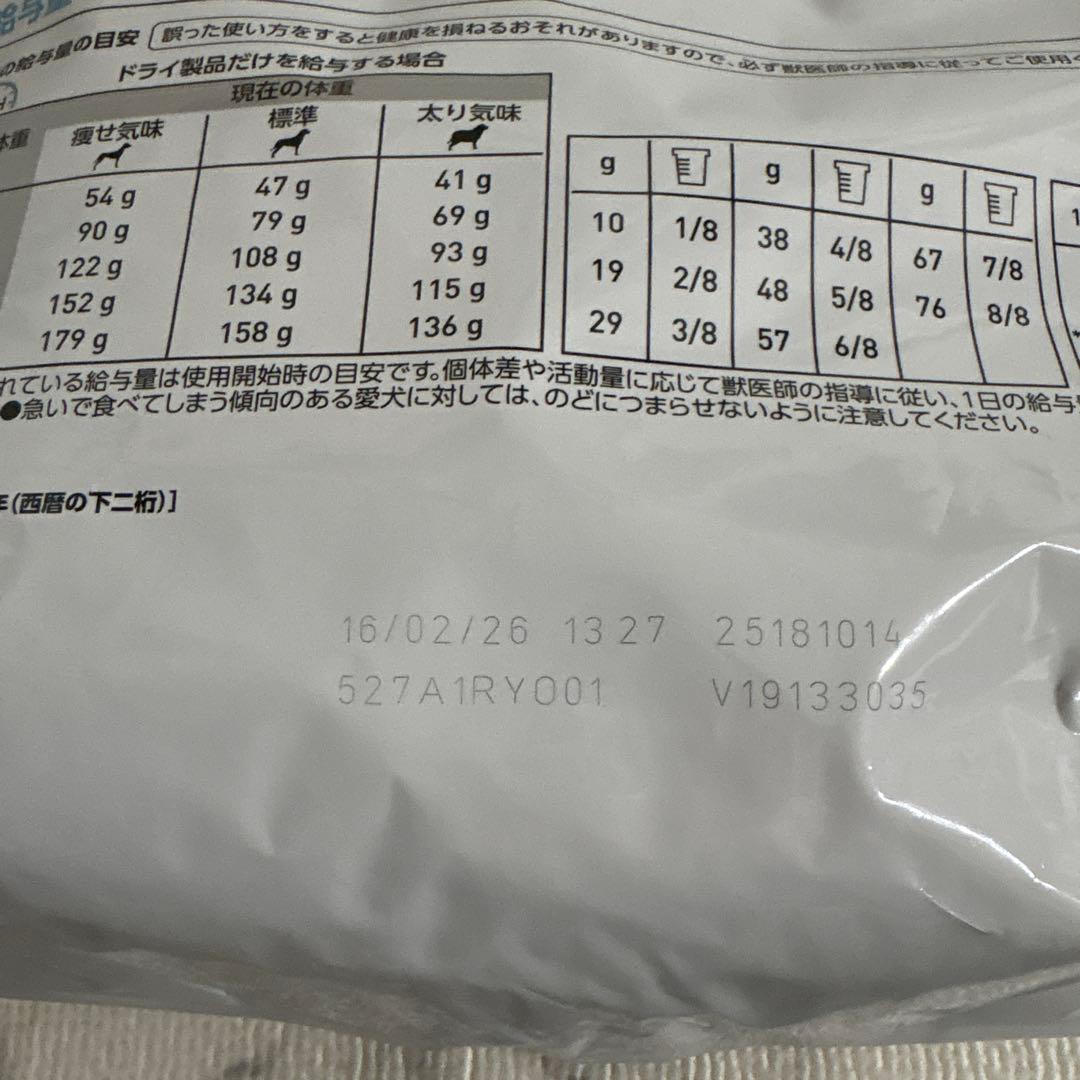 給与量
の給与量の目安 誤った使い方をすると健康を損ねるおそれがありますので、必ず獣医師の指導に従ってご使用く
ドライ製品だけを給与する場合
現在の体重
体重 痩せ気味 標準 太り気味
54 g 47 g 41 g
90 g 79 g 69 g
122 g 108 g 93 g
152 g 134 g 115 g
179 g 158 g 136 g
g g g
10 1/8 38 4/8 67 7/8
19 2/8 48 5/8 76 8/8
29 3/8 57 6/8
れている給与量は使用開始時の目安です。個体差や活動量に応じて獣医師の指導に従い、1日の給与
●急いで食べてしまう傾向のある愛犬に対しては、のどにつまらせないように注意してください。
年(西暦の下二桁)]
16/02/26 13 27 25181014
527A1RY001 V19133035